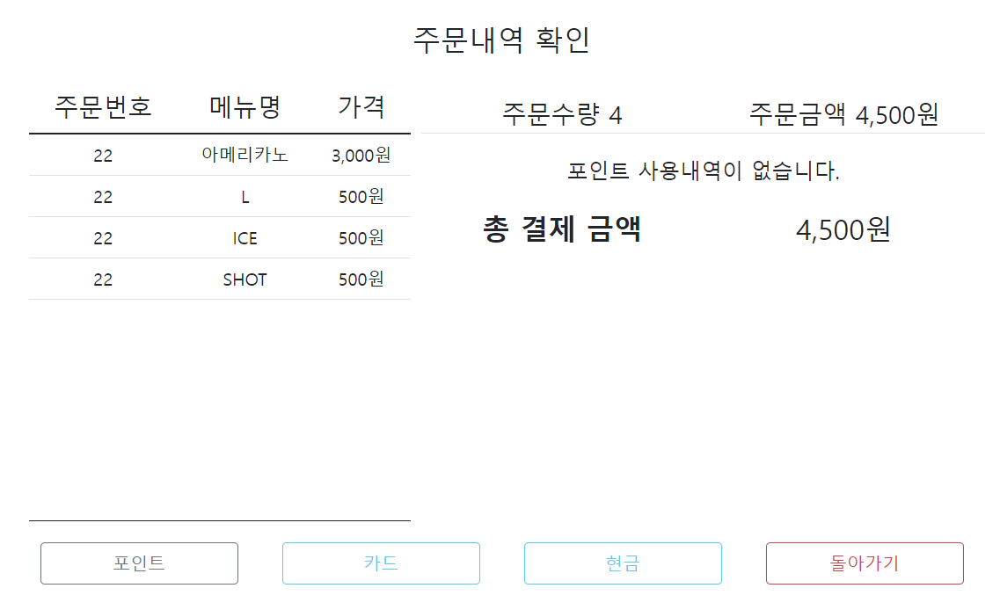 주문내역 확인
주문번호 메뉴명 가격
22 아메리카노 3,000원
22 L 500원
22 ICE 500원
22 SHOT 500원
주문수량 4 주문금액 4,500원
포인트 사용내역이 없습니다.
총 결제 금액 4,500원
포인트 카드 현금 돌아가기